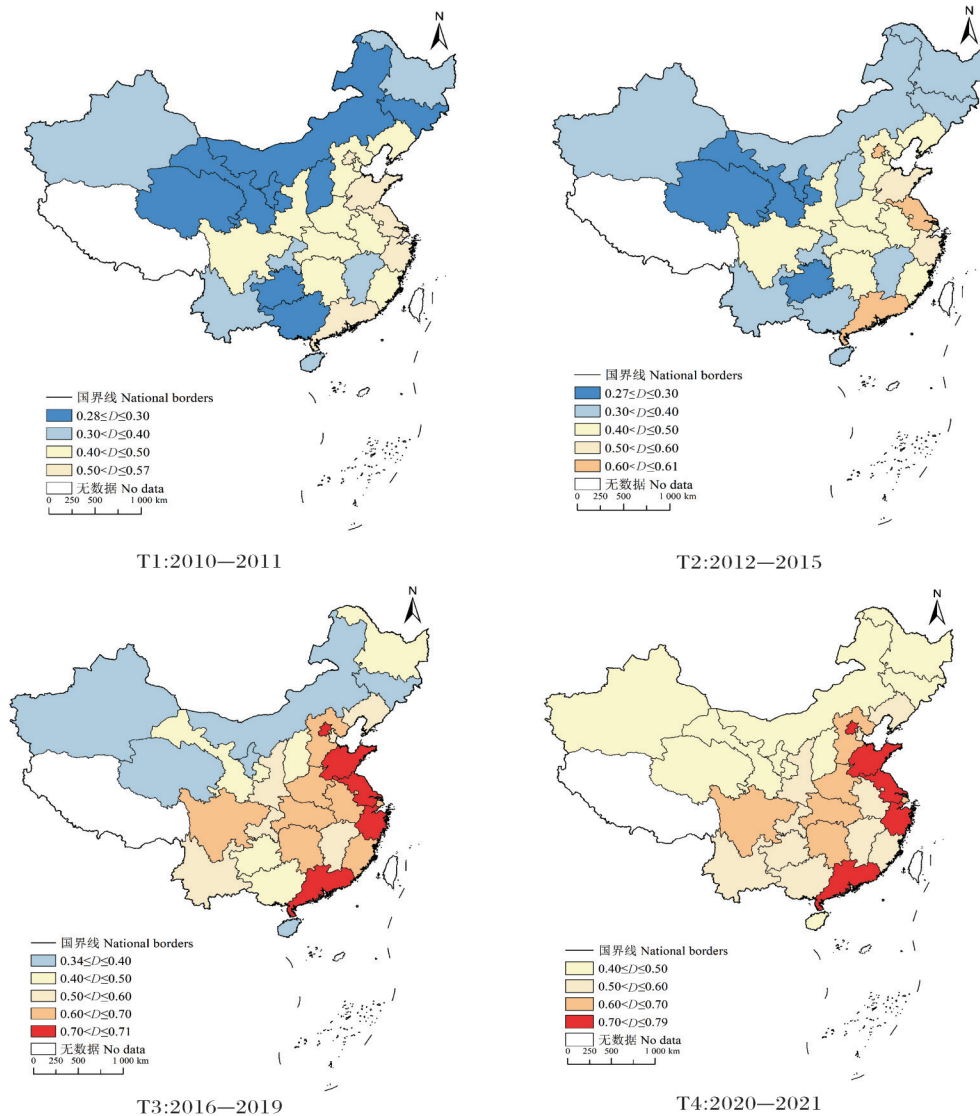 N
国界线 National borders
0.28≤D≤0.30
0.30<D≤0.40
0.40<D≤0.50
0.50<D≤0.57
无数据 No data
0 250 500 1 000 km
T1:2010—2011
N
国界线 National borders
0.27≤D≤0.30
0.30<D≤0.40
0.40<D≤0.50
0.50<D≤0.60
0.60<D≤0.61
无数据 No data
0 250 500 1 000 km
T2:2012—2015
N
国界线 National borders
0.34≤D≤0.40
0.40<D≤0.50
0.50<D≤0.60
0.60<D≤0.70
0.70<D≤0.71
无数据 No data
0 250 500 1 000 km
T3:2016—2019
N
国界线 National borders
0.40≤D≤0.50
0.50<D≤0.60
0.60<D≤0.70
0.70<D≤0.79
无数据 No data
0 250 500 1 000 km
T4:2020—2021